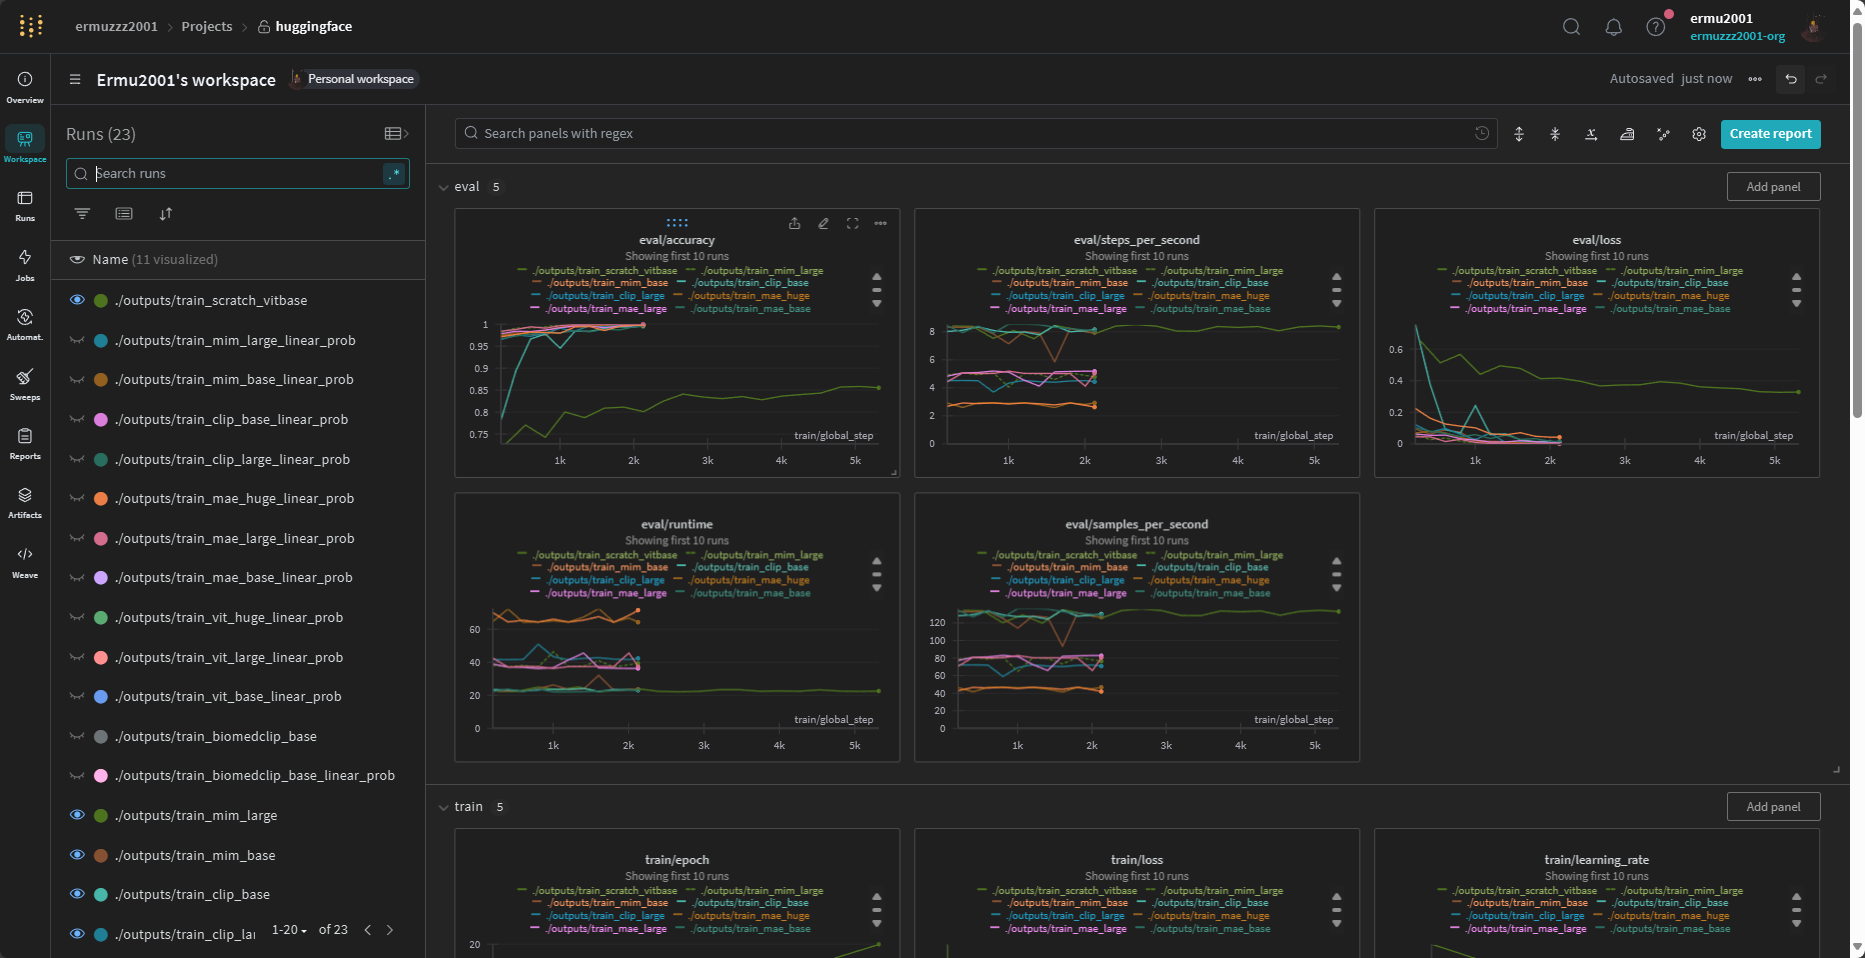 ermuzzz2001 > Projects > huggingface
ermu2001
ermuzzz2001-org
Ermu2001's workspace Personal workspace
Autosaved just now
Overview
Workspace
Runs
Jobs
Automat.
Sweeps
Reports
Artifacts
Weave
Runs (23)
Search runs
.*
Name (11 visualized)
./outputs/train_scratch_vitbase
./outputs/train_mim_large_linear_prob
./outputs/train_mim_base_linear_prob
./outputs/train_clip_base_linear_prob
./outputs/train_clip_large_linear_prob
./outputs/train_mae_huge_linear_prob
./outputs/train_mae_large_linear_prob
./outputs/train_mae_base_linear_prob
./outputs/train_vit_huge_linear_prob
./outputs/train_vit_large_linear_prob
./outputs/train_vit_base_linear_prob
./outputs/train_biomedclip_base
./outputs/train_biomedclip_base_linear_prob
./outputs/train_mim_large
./outputs/train_mim_base
./outputs/train_clip_base
./outputs/train_clip_lar
1-20 of 23
Search panels with regex
Create report
eval 5
Add panel
eval/accuracy
Showing first 10 runs
./outputs/train_scratch_vitbase ./outputs/train_mim_large
./outputs/train_mim_base ./outputs/train_clip_base
./outputs/train_clip_large ./outputs/train_mae_huge
./outputs/train_mae_large ./outputs/train_mae_base
1
0.95
0.9
0.85
0.8
0.75
train/global_step
1k 2k 3k 4k 5k
eval/steps_per_second
Showing first 10 runs
./outputs/train_scratch_vitbase ./outputs/train_mim_large
./outputs/train_mim_base ./outputs/train_clip_base
./outputs/train_clip_large ./outputs/train_mae_huge
./outputs/train_mae_large ./outputs/train_mae_base
8
6
4
2
0
train/global_step
1k 2k 3k 4k 5k
eval/loss
Showing first 10 runs
./outputs/train_scratch_vitbase ./outputs/train_mim_large
./outputs/train_mim_base ./outputs/train_clip_base
./outputs/train_clip_large ./outputs/train_mae_huge
./outputs/train_mae_large ./outputs/train_mae_base
0.6
0.4
0.2
0
train/global_step
1k 2k 3k 4k 5k
eval/runtime
Showing first 10 runs
./outputs/train_scratch_vitbase ./outputs/train_mim_large
./outputs/train_mim_base ./outputs/train_clip_base
./outputs/train_clip_large ./outputs/train_mae_huge
./outputs/train_mae_large ./outputs/train_mae_base
60
40
20
0
train/global_step
1k 2k 3k 4k 5k
eval/samples_per_second
Showing first 10 runs
./outputs/train_scratch_vitbase ./outputs/train_mim_large
./outputs/train_mim_base ./outputs/train_clip_base
./outputs/train_clip_large ./outputs/train_mae_huge
./outputs/train_mae_large ./outputs/train_mae_base
120
100
80
60
40
20
0
train/global_step
1k 2k 3k 4k 5k
train 5
Add panel
train/epoch
Showing first 10 runs
./outputs/train_scratch_vitbase ./outputs/train_mim_large
./outputs/train_mim_base ./outputs/train_clip_base
./outputs/train_clip_large ./outputs/train_mae_huge
./outputs/train_mae_large ./outputs/train_mae_base
20
train/loss
Showing first 10 runs
./outputs/train_scratch_vitbase ./outputs/train_mim_large
./outputs/train_mim_base ./outputs/train_clip_base
./outputs/train_clip_large ./outputs/train_mae_huge
./outputs/train_mae_large ./outputs/train_mae_base
train/learning_rate
Showing first 10 runs
./outputs/train_scratch_vitbase ./outputs/train_mim_large
./outputs/train_mim_base ./outputs/train_clip_base
./outputs/train_clip_large ./outputs/train_mae_huge
./outputs/train_mae_large ./outputs/train_mae_base